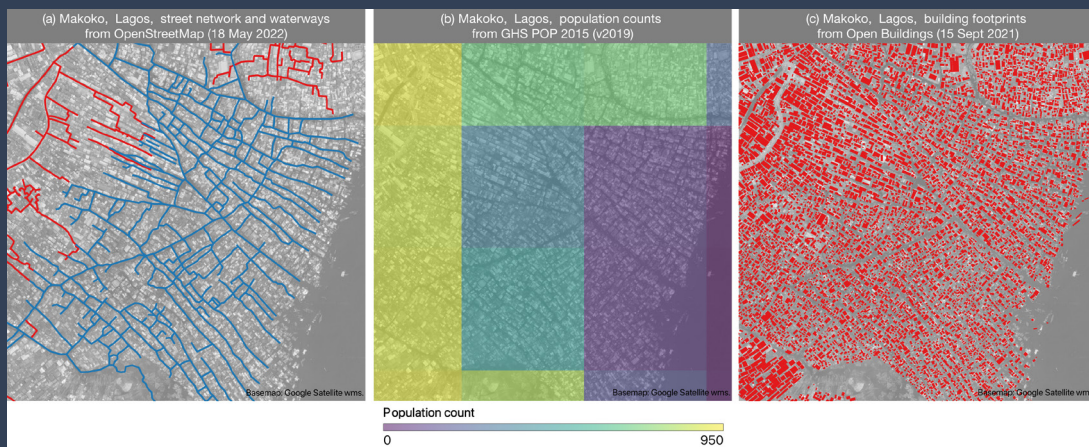 (a) Makoko, Lagos, street network and waterways
from OpenStreetMap (18 May 2022)
Basemap: Google Satellite wms.
(b) Makoko, Lagos, population counts
from GHS POP 2015 (v2019)
Basemap: Google Satellite wms.
(c) Makoko, Lagos, building footprints
from Open Buildings (15 Sept 2021)
Basemap: Google Satellite wms.
Population count
0
950